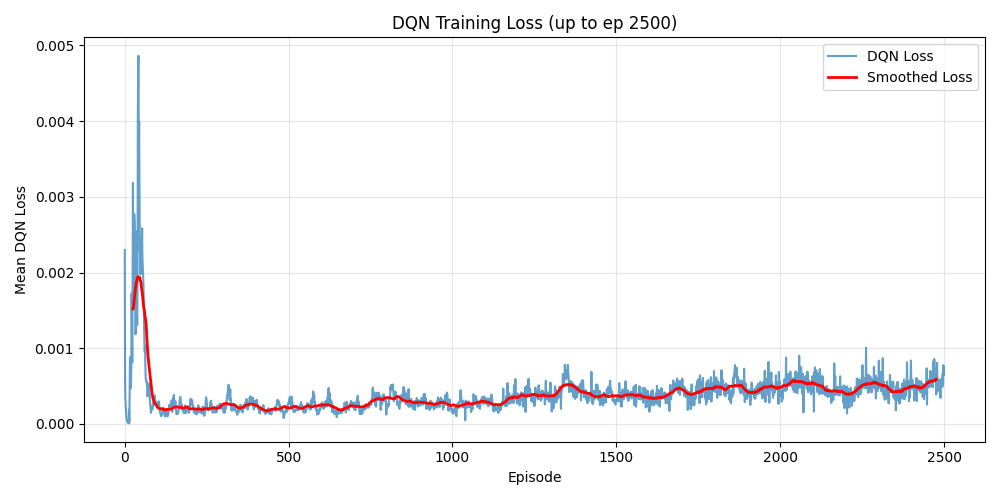 DQN Training Loss (up to ep 2500)
DQN Loss
Smoothed Loss
Mean DQN Loss
0.005
0.004
0.003
0.002
0.001
0.000
0 500 1000 1500 2000 2500
Episode